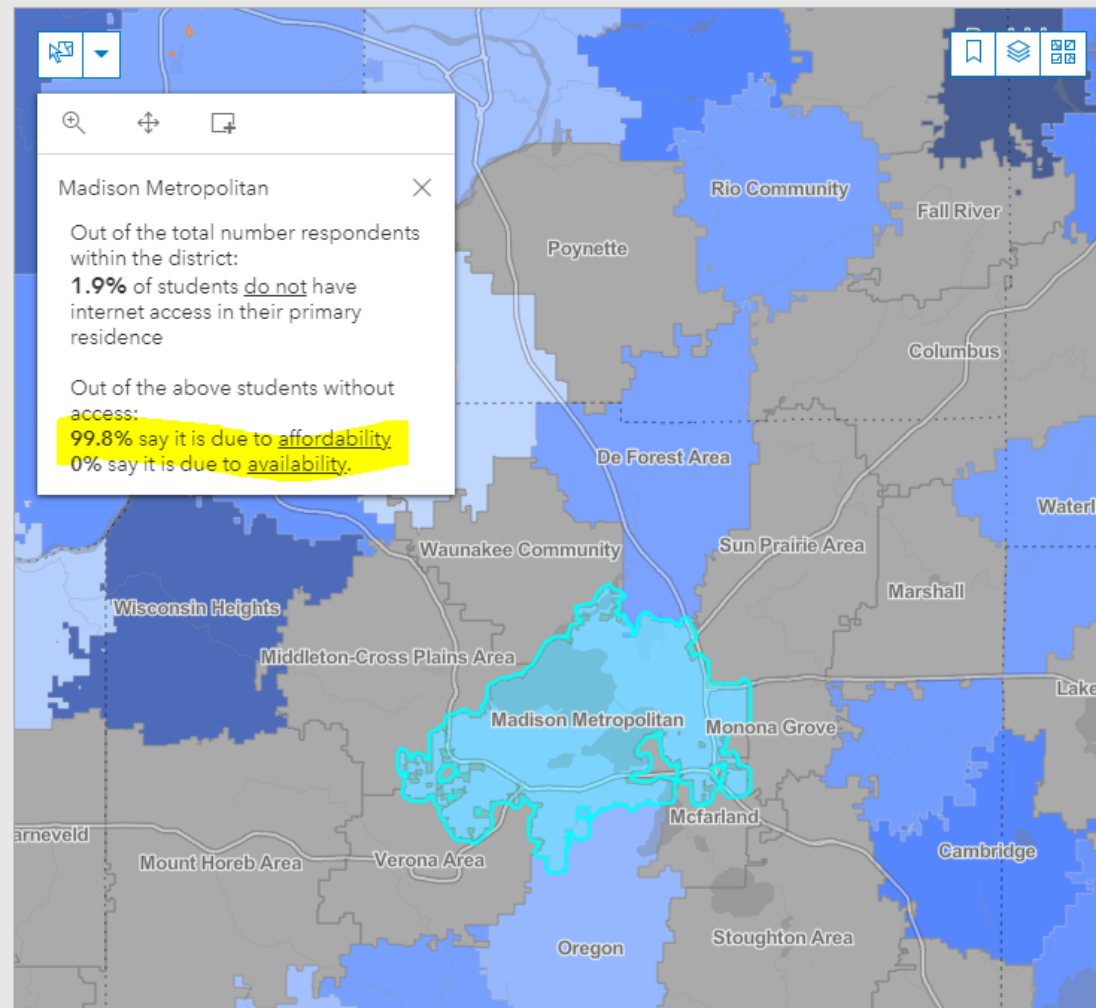 Madison Metropolitan
Out of the total number respondents
within the district:
1.9% of students do not have
internet access in their primary
residence
Out of the above students without
access:
99.8% say it is due to affordability
0% say it is due to availability.
Rio Community
Fall River
Poynette
Columbus
De Forest Area
Waterl
Waunakee Community
Sun Prairie Area
Marshall
Wisconsin Heights
Middleton-Cross Plains Area
Lake
Madison Metropolitan
Monona Grove
Mcfarland
arneveld
Mount Horeb Area
Verona Area
Cambridge
Oregon
Stoughton Area